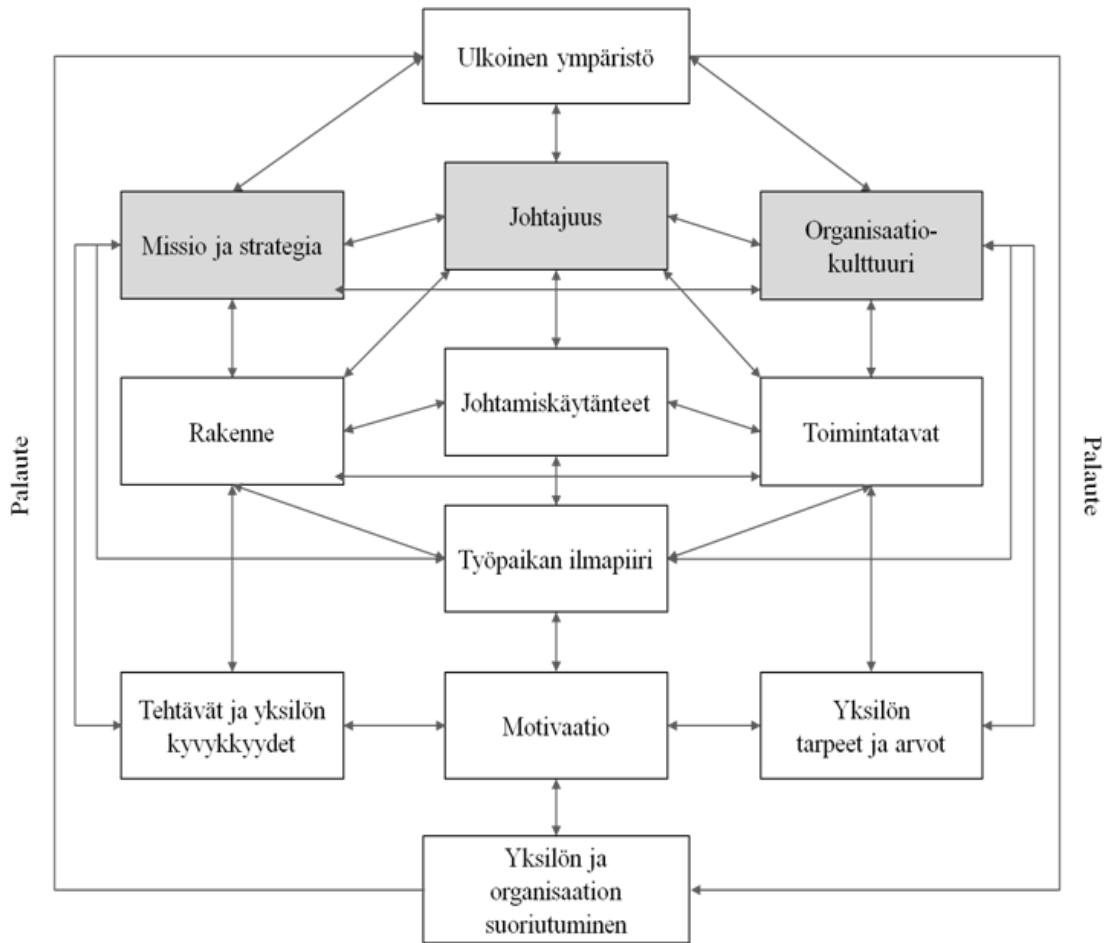 Ulkoinen ympäristö
Missio ja strategia
Johtajuus
Organisaatio-
kulttuuri
Rakenne
Johtamiskäytänteet
Toimintatavat
Palaute
Palaute
Työpaikan ilmapiiri
Tehtävät ja yksilön
kyvykkyydet
Motivaatio
Yksilön
tarpeet ja arvot
Yksilön ja
organisaation
suoriutuminen